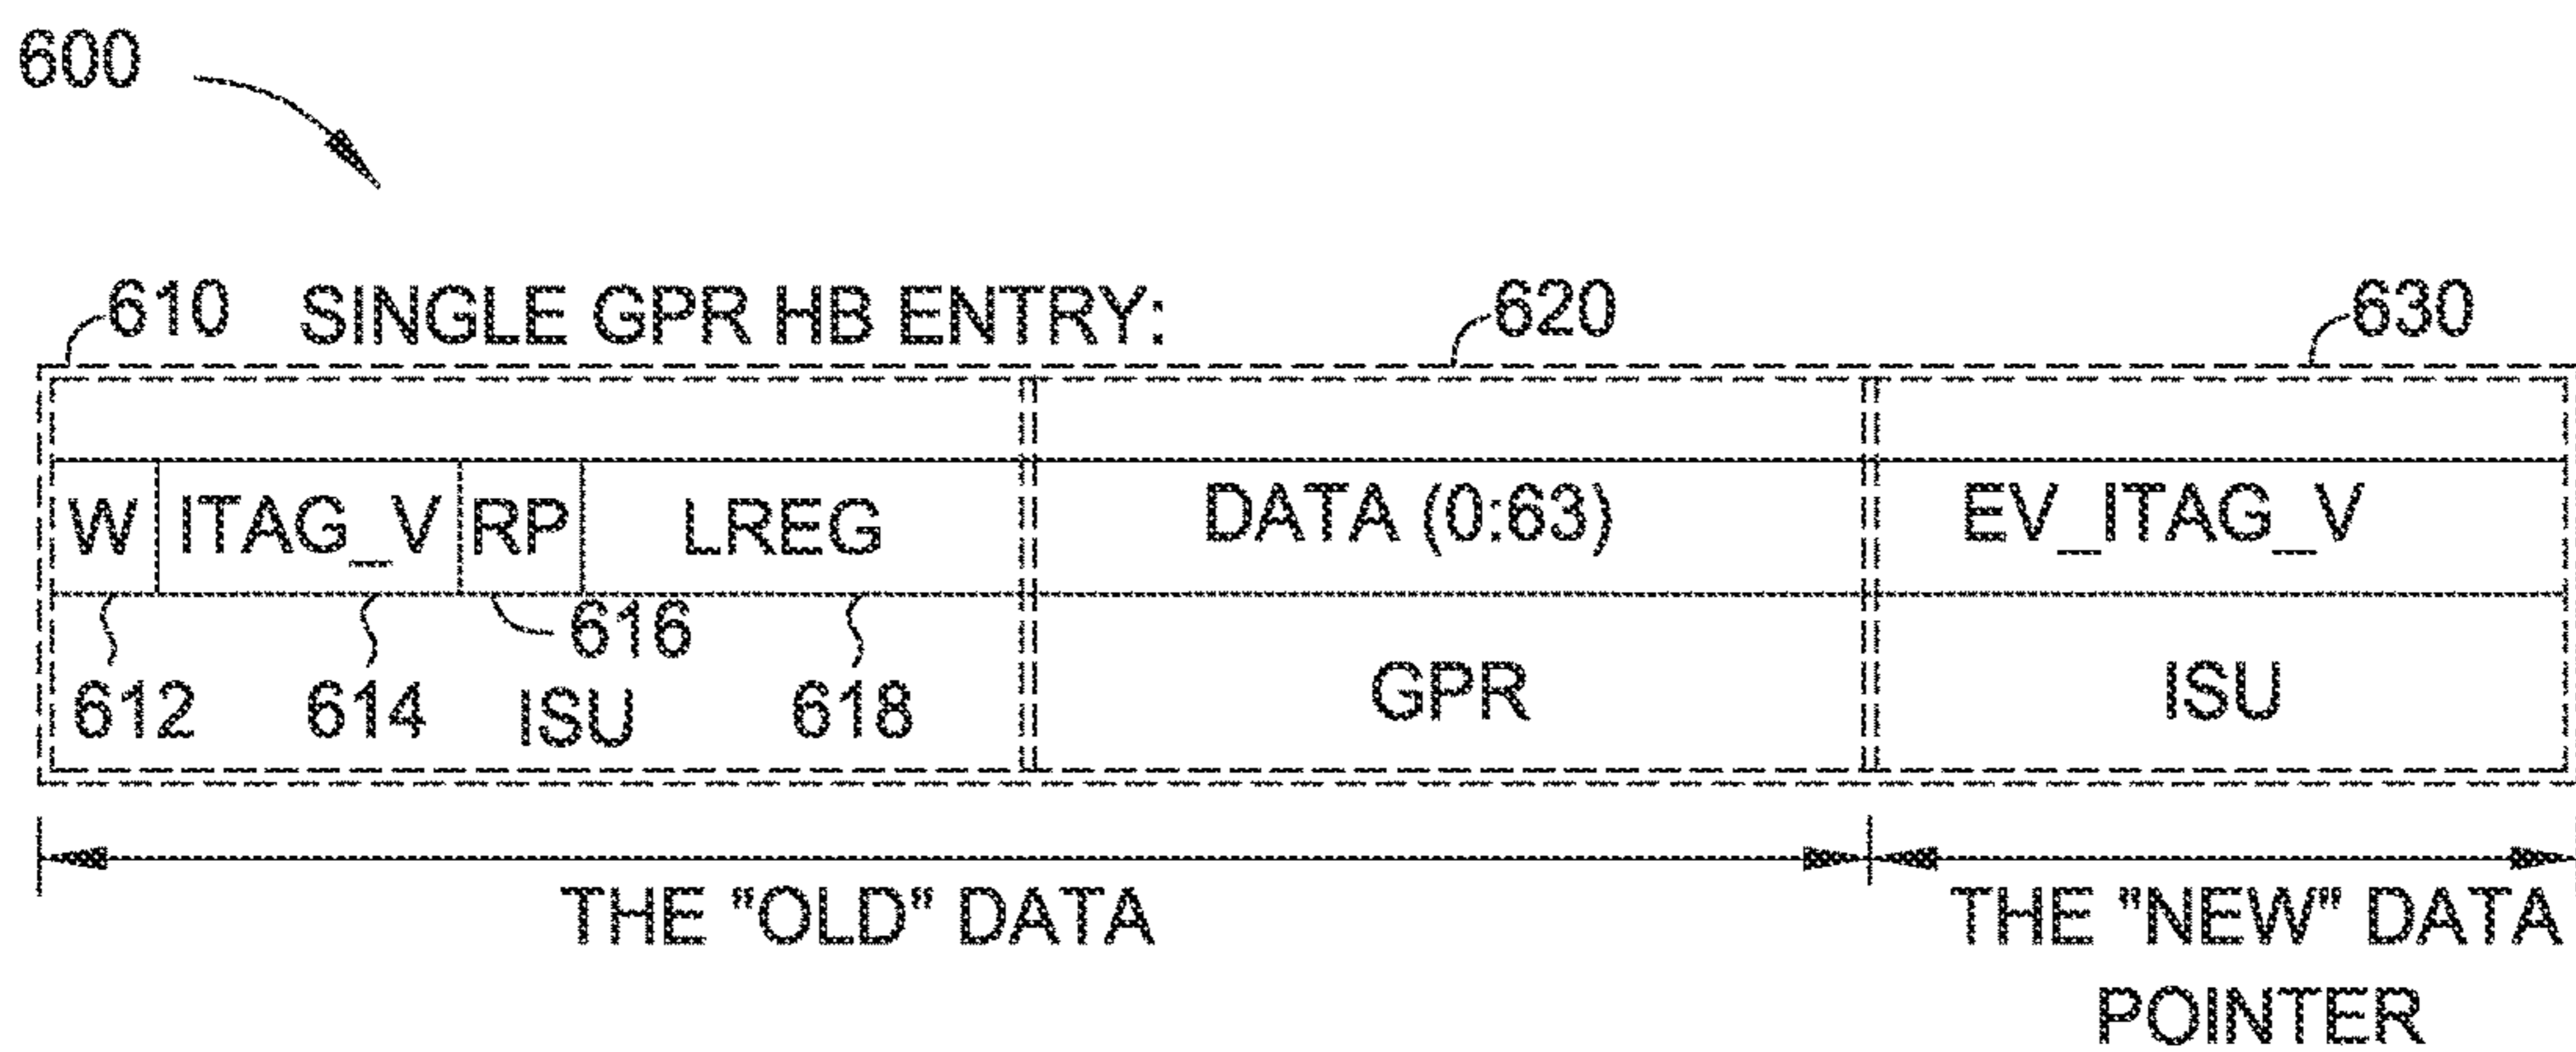 600
610 SINGLE GPR HB ENTRY: 620 630
W ITAG_V RP LREG DATA (0:63) EV_ITAG_V
616
612 614 ISU 618 GPR ISU
THE "OLD" DATA THE "NEW" DATA
POINTER